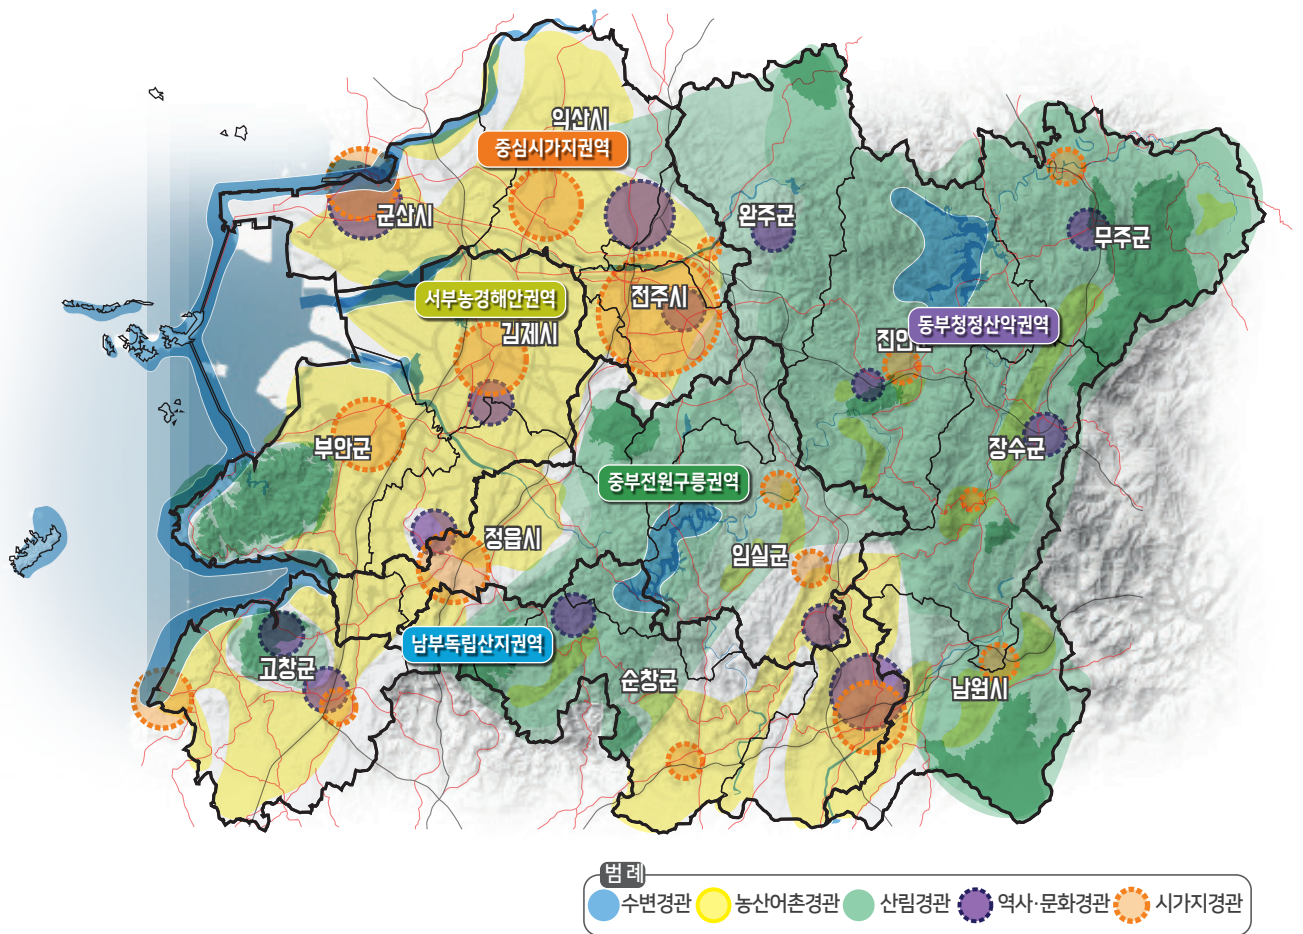 익산시
중심시가지권역
군산시
완주군
무주군
서부농경해안권역
전주시
김제시
동부청정산악권역
진안군
부안군
장수군
중부전원구릉권역
정읍시
임실군
남부독립산지권역
고창군
순창군
남원시
범 례
수변경관
농산어촌경관
산림경관
역사·문화경관
시가지경관